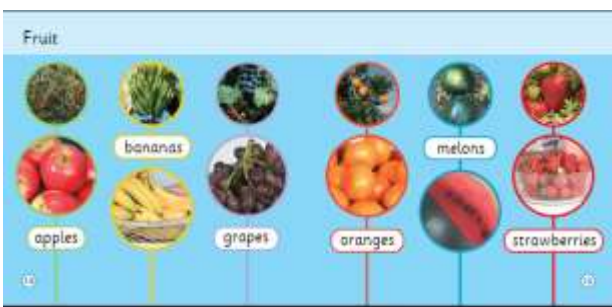 Fruit
bananas
melons
apples
grapes
oranges
strawberries